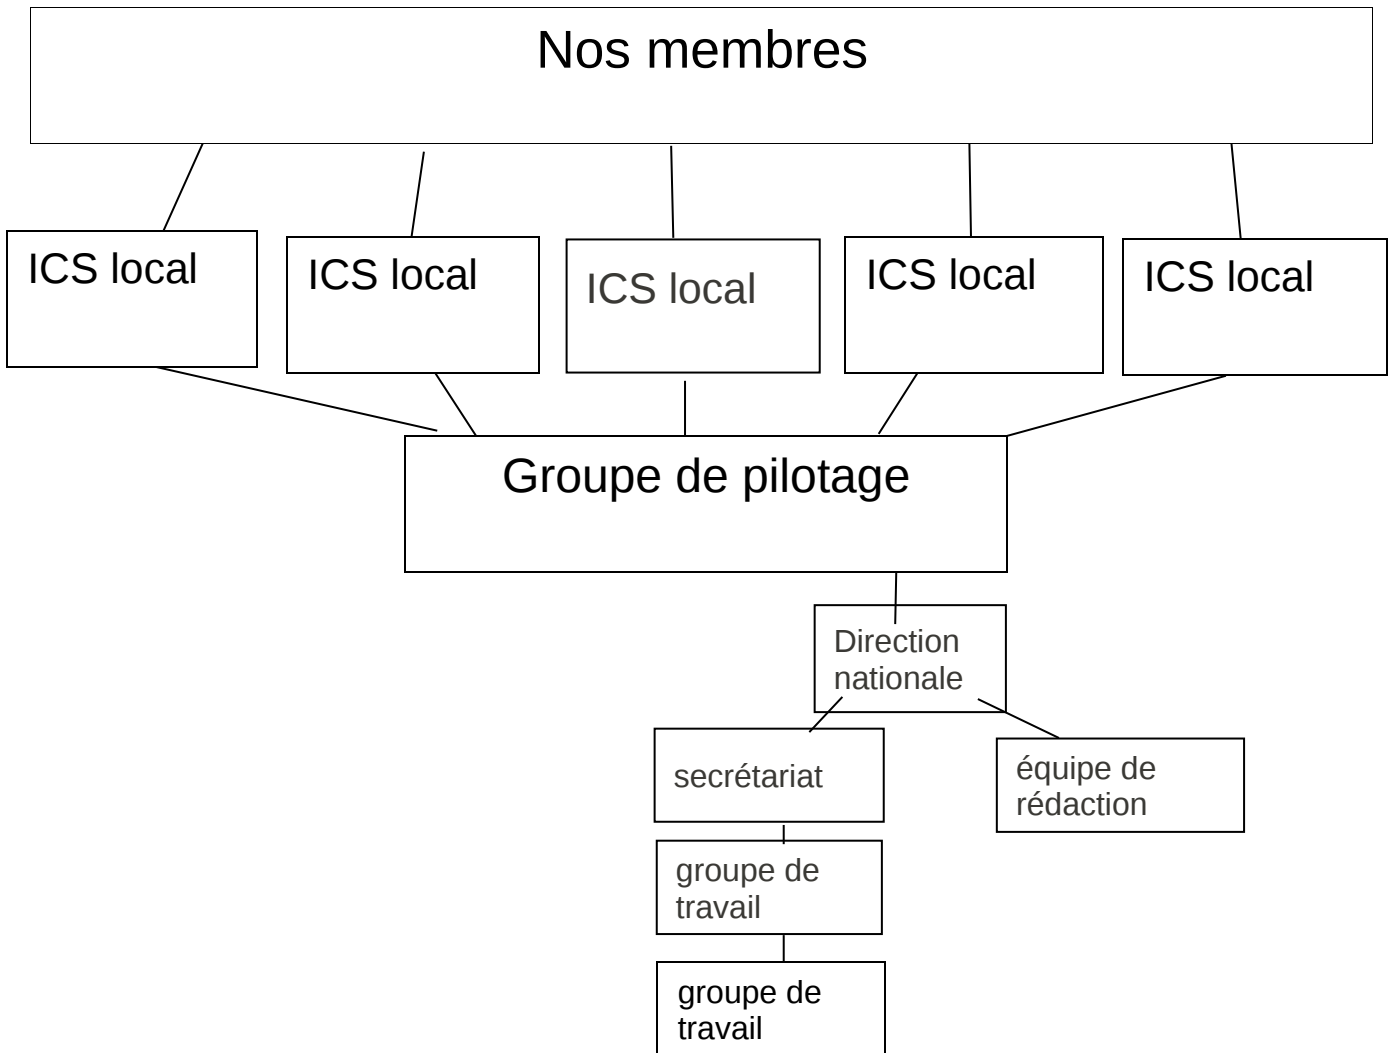 Nos membres
ICS local
ICS local
ICS local
ICS local
ICS local
Groupe de pilotage
Direction
nationale
secrétariat
équipe de
rédaction
groupe de
travail
groupe de
travail